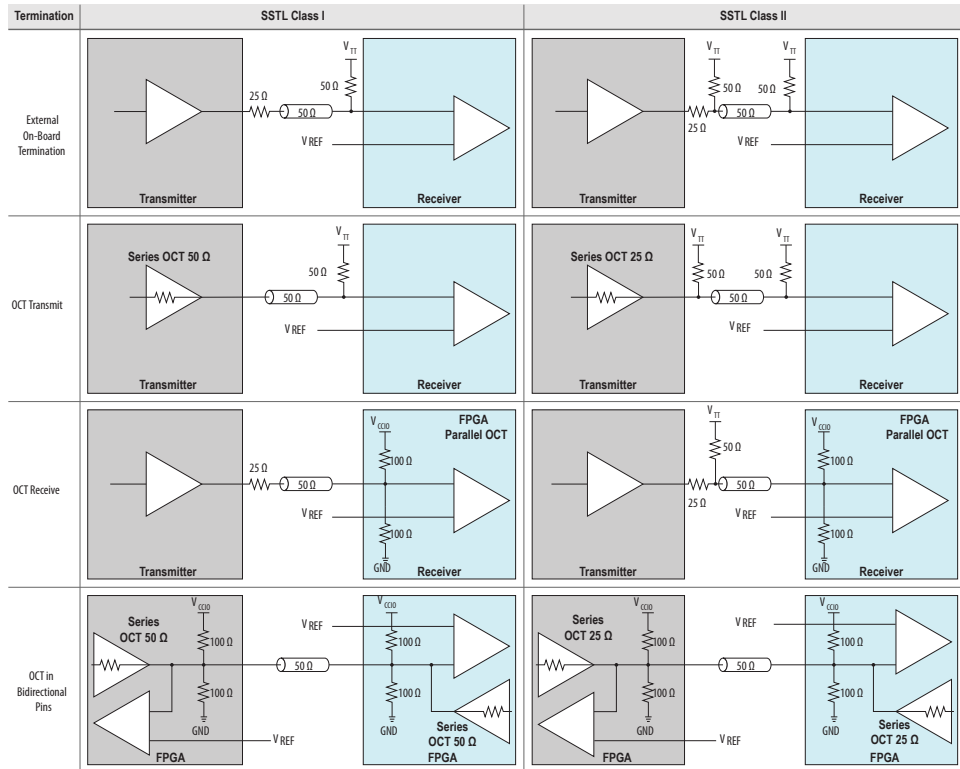 Termination
SSTL Class I
SSTL Class II
External
On-Board
Termination
V TT
50 Ω
25 Ω
50 Ω
V REF
Transmitter
Receiver
V TT
V TT
50 Ω
50 Ω
25 Ω
50 Ω
V REF
Transmitter
Receiver
OCT Transmit
Series OCT 50 Ω
V TT
50 Ω
50 Ω
V REF
Transmitter
Receiver
Series OCT 25 Ω
V TT
V TT
50 Ω
50 Ω
50 Ω
V REF
Transmitter
Receiver
OCT Receive
25 Ω
50 Ω
V REF
V CCIO
FPGA
Parallel OCT
100 Ω
100 Ω
GND
Transmitter
Receiver
V TT
50 Ω
25 Ω
50 Ω
V REF
V CCIO
FPGA
Parallel OCT
100 Ω
100 Ω
GND
Transmitter
Receiver
OCT in
Bidirectional
Pins
Series
OCT 50 Ω
V CCIO
100 Ω
100 Ω
GND
FPGA
50 Ω
V REF
V REF
V CCIO
100 Ω
100 Ω
GND
Series
OCT 50 Ω
FPGA
Series
OCT 25 Ω
V CCIO
100 Ω
100 Ω
GND
FPGA
50 Ω
V REF
V REF
V CCIO
100 Ω
100 Ω
GND
Series
OCT 25 Ω
FPGA